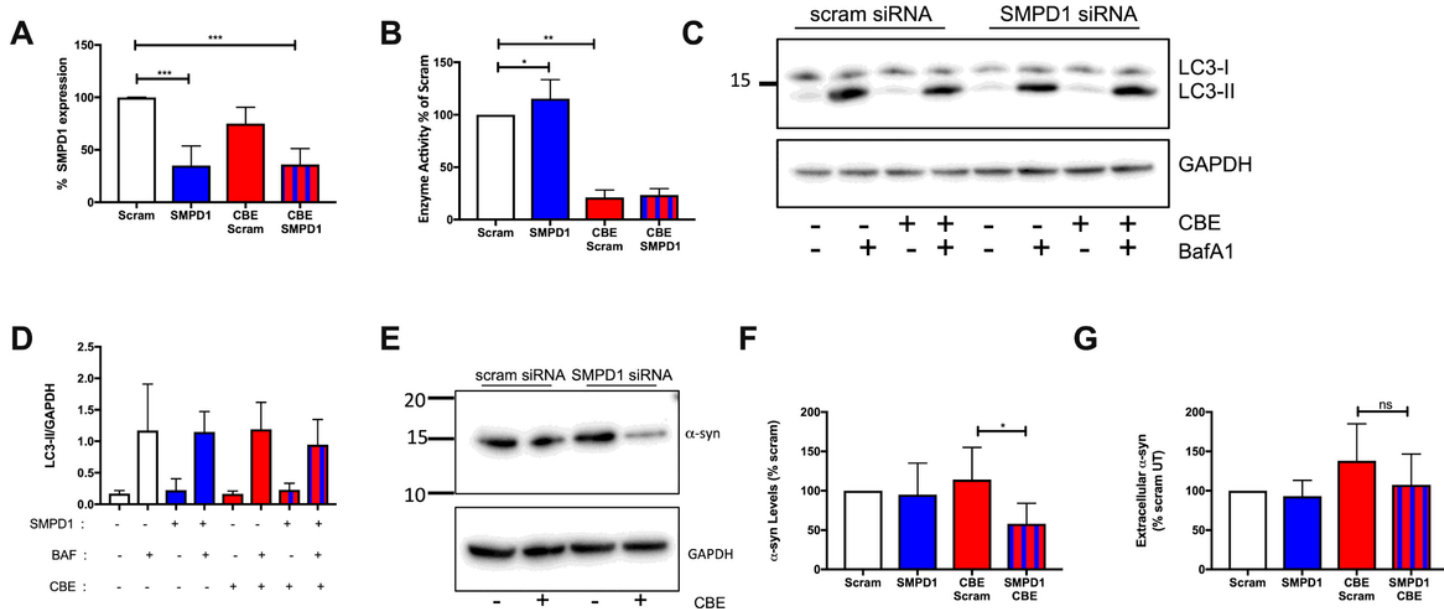 A
***
***
% SMPD1 expression
150
100
50
0
Scram
SMPD1
CBE
Scram
CBE
SMPD1
B
**
*
Enzyme Activity % of Scram
150
100
50
0
Scram
SMPD1
CBE
Scram
CBE
SMPD1
C
scram siRNA
SMPD1 siRNA
15
LC3-I
LC3-II
GAPDH
- - + + - - + + CBE
- + - + - + - + BafA1
D
LC3-II/GAPDH
2.0
1.5
1.0
0.5
0.0
SMPD1 : - - + + - - + +
BAF : - + - + - + - +
CBE : - - - - + + + +
E
scram siRNA SMPD1 siRNA
20
15
10
α-syn
GAPDH
- + - + CBE
F
*
α-syn Levels (% scram)
200
150
100
50
0
Scram
SMPD1
CBE
Scram
SMPD1
CBE
G
ns
Extracellular α-syn
(% scram UT)
200
150
100
50
0
Scram
SMPD1
CBE
Scram
SMPD1
CBE